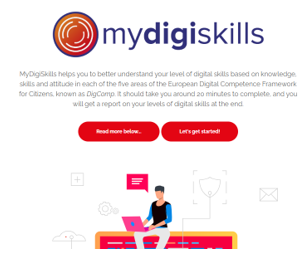 mydigiskills
MyDigiSkills helps you to better understand your level of digital skills based on knowledge,
skills and attitude in each of the five areas of the European Digital Competence Framework
for Citizens, known as DigComp. It should take you around 20 minutes to complete, and you
will get a report on your levels of digital skills at the end.
Read more below...
Let's get started!